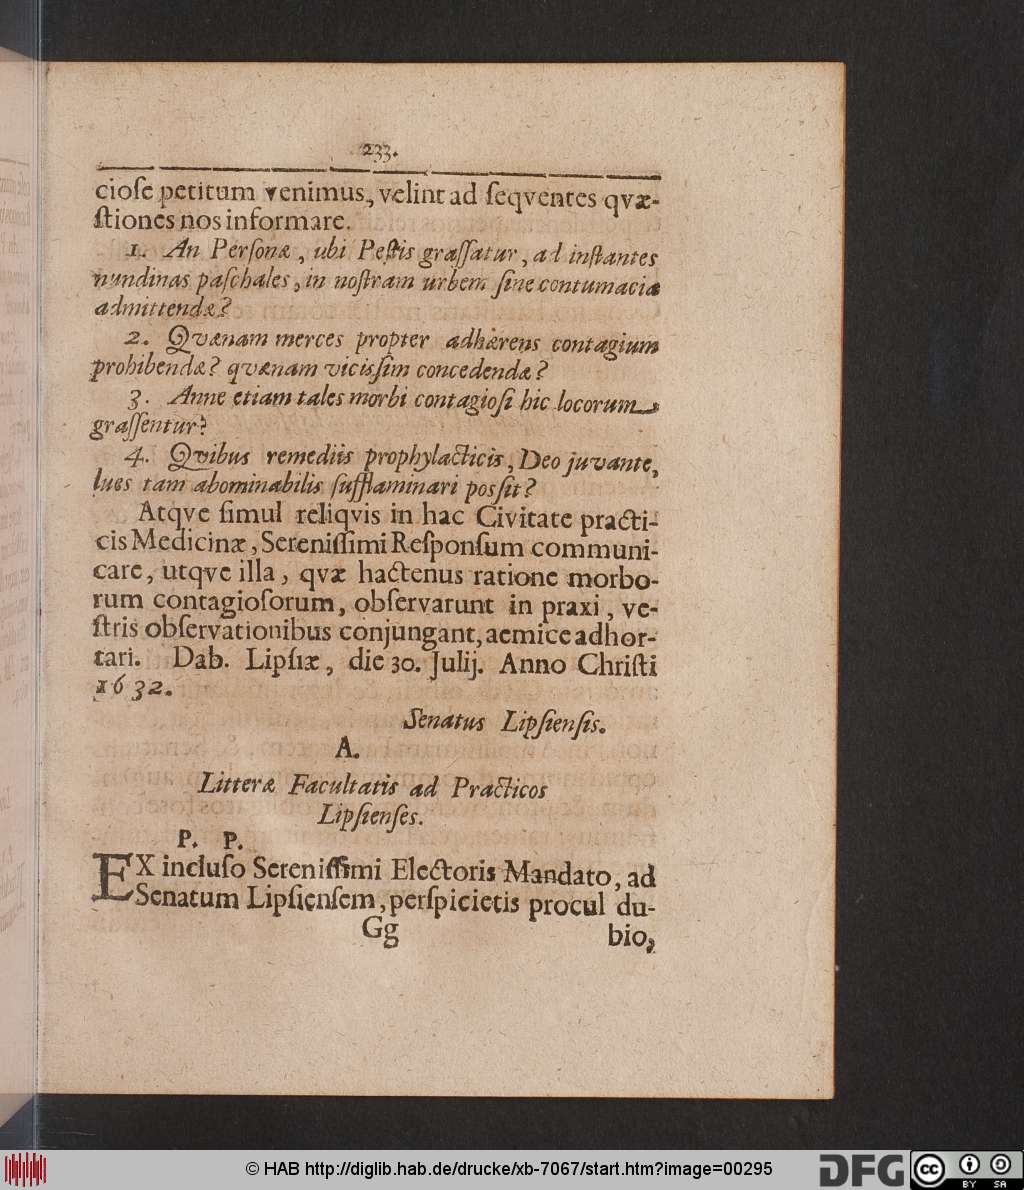 233.
cioſe petitum venimus, velint ad ſeqventes qvæ-
ſtiones nos informare.
1. An Perſonæ, ubi Peſtis graſſatur, ad inſtantes
nundinas paſchales, in noſtram urbem ſine contumacia
admittendæ?
2. Qvænam merces propter adhærens contagium
prohibendæ? qvænam vicisſim concedendæ?
3. Anne etiam tales morbi contagioſi hic locorum
graſſentur?
4. Qvibus remediis prophylacticis, Deo juvante,
lues tam abominabilis ſufflaminari posſit?
Atqve ſimul reliqvis in hac Civitate practi-
cis Medicinæ, Sereniſſimi Reſponſum communi-
care, utqve illa, qvæ hactenus ratione morbo-
rum contagioſorum, obſervarunt in praxi, ve-
ſtris obſervationibus conjungant, aemice adhor-
tari. Dab. Lipſiæ, die 30. Julij. Anno Chriſti
1632.
Senatus Lipſienſis.
A.
Litteræ Facultatis ad Practicos
Lipſienſes.
P. P.
EX incluſo Sereniſſimi Electoris Mandato, ad
Senatum Lipſienſem, perſpicietis procul du-
Gg bio,
© HAB http://diglib.hab.de/drucke/xb-7067/start.htm?image=00295
DFG
cc BY SA